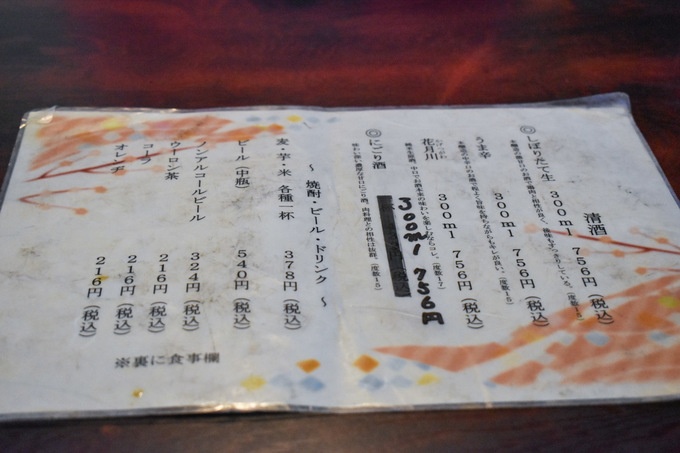 清酒
◎しぼりたて生 300ml 756円(税込)
うま辛 300ml 756円(税込)
花月川 300ml 756円(税込)
◎にごり酒 300ml 756円
~焼酎・ビール・ドリンク~
麦・芋・米 各種一杯 378円(税込)
ビール(中瓶) 540円(税込)
ノンアルコールビール 324円(税込)
ウーロン茶 216円(税込)
コーラ 216円(税込)
オレンヂ 216円(税込)
※裏に食事欄